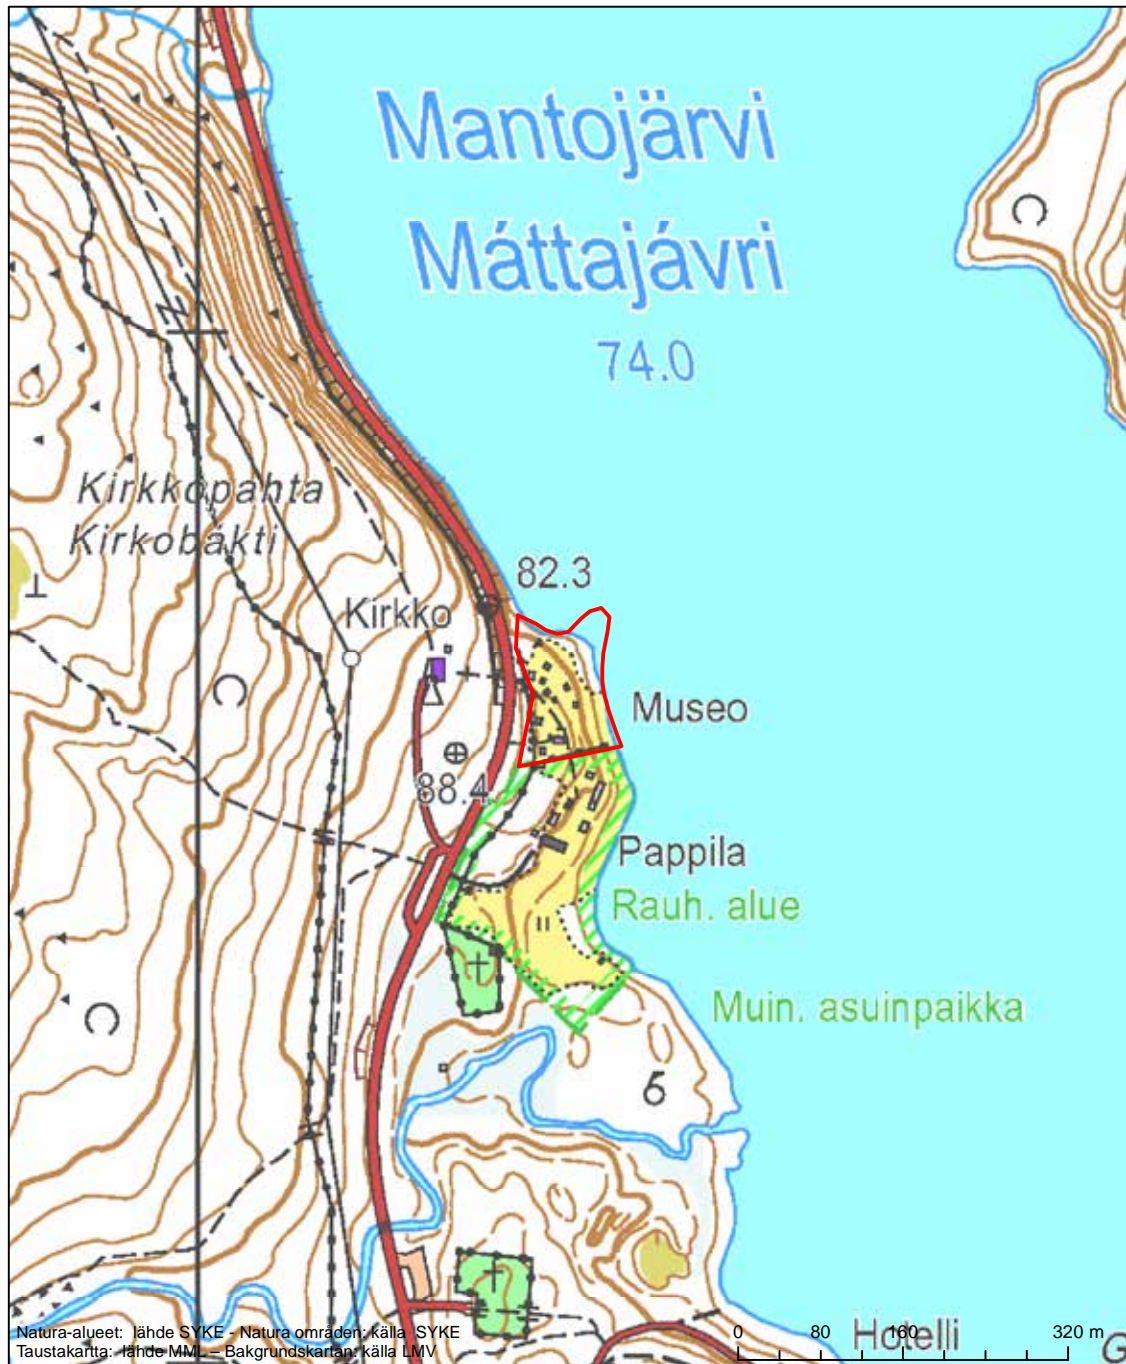 Mantojärvi
Máttajávri
74.0
Kirkkopahta
Kirkobákti
82.3
Kirkko
Museo
88.4
Pappila
Rauh. alue
Muin. asuinpaikka
6
Hotelli
0 80 160 320 m
G
Natura-alueet: lähde SYKE - Natura områden: källa SYKE
Taustakartta: lähde MML – Bakgrundskartan: källa LMV